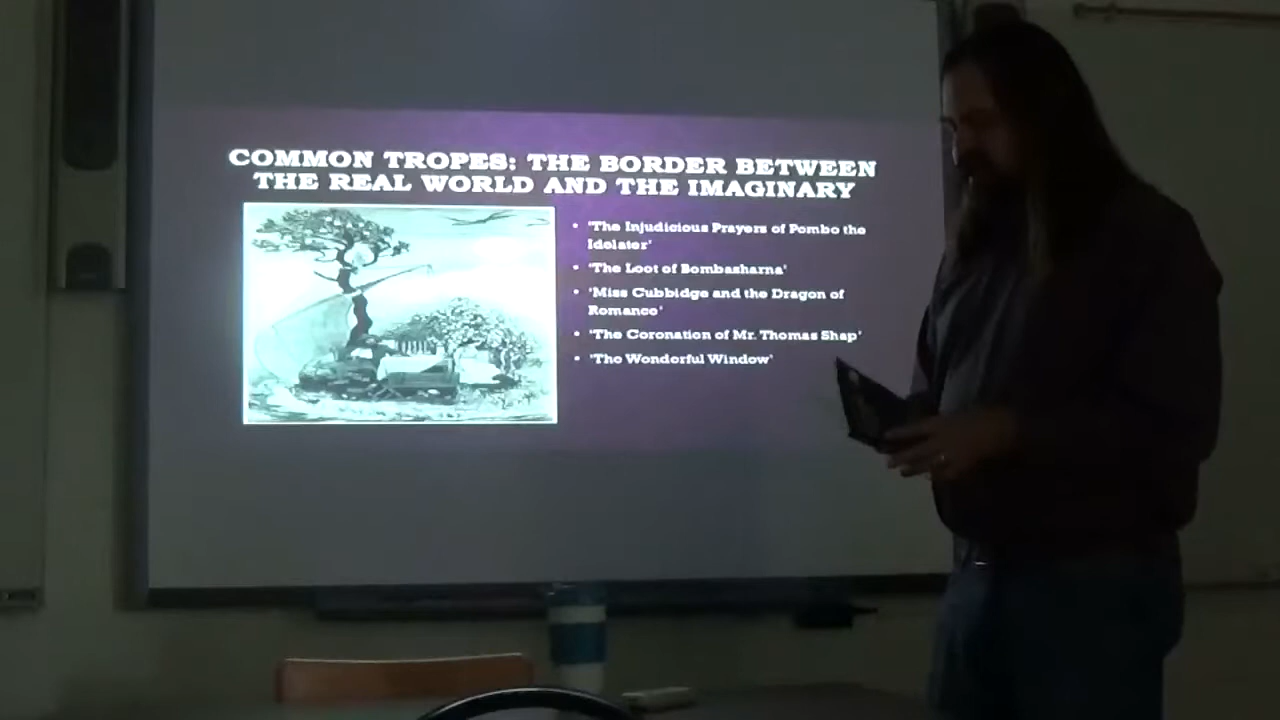 COMMON TROPES: THE BORDER BETWEEN
THE REAL WORLD AND THE IMAGINARY
• 'The Injudicious Prayers of Pombo the
Idolater'
• 'The Loot of Bombasharna'
• 'Miss Cubbidge and the Dragon of
Romance'
• 'The Coronation of Mr. Thomas Shap'
• 'The Wonderful Window'